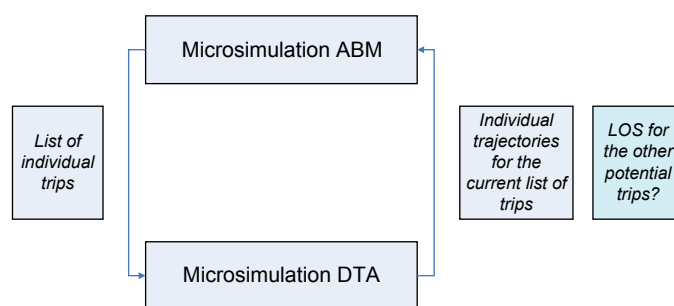 Microsimulation ABM
List of
individual
trips
Individual
trajectories
for the
current list of
trips
LOS for
the other
potential
trips?
Microsimulation DTA